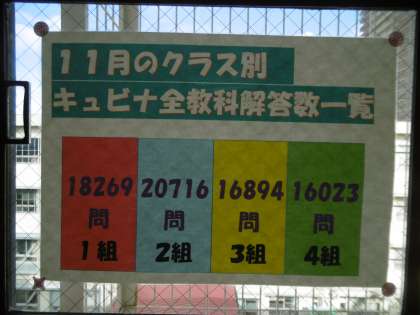 11月のクラス別
キュビナ全教科解答数一覧
18269 20716 16894 16023
問 問 問 問
1組 2組 3組 4組